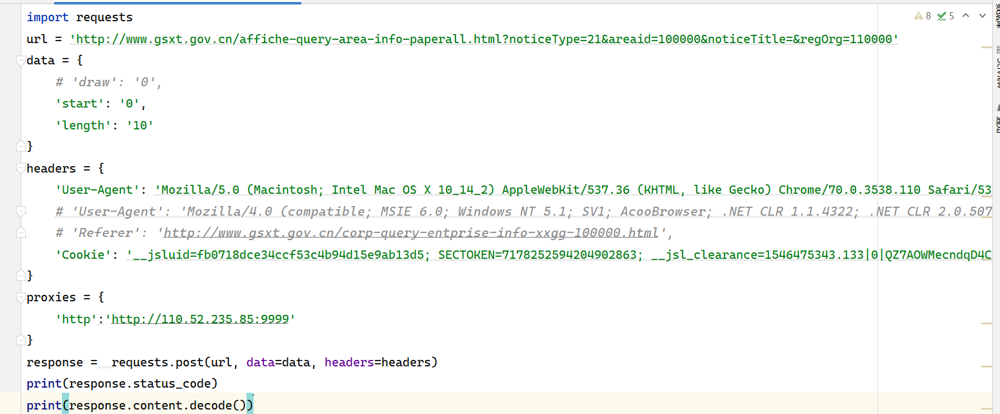 import requests
8 5
url = 'http://www.gsxt.gov.cn/affiche-query-area-info-paperall.html?noticeType=21&areaid=100000&noticeTitle=&regOrg=110000'
data = {
# 'draw': '0',
'start': '0',
'length': '10'
}
headers = {
'User-Agent': 'Mozilla/5.0 (Macintosh; Intel Mac OS X 10_14_2) AppleWebKit/537.36 (KHTML, like Gecko) Chrome/70.0.3538.110 Safari/53
# 'User-Agent': 'Mozilla/4.0 (compatible; MSIE 6.0; Windows NT 5.1; SV1; AcooBrowser; .NET CLR 1.1.4322; .NET CLR 2.0.507
# 'Referer': 'http://www.gsxt.gov.cn/corp-query-entprise-info-xxgg-100000.html',
'Cookie': '__jsluid=fb0718dce34ccf53c4b94d15e9ab13d5; SECTOKEN=7178252594204902863; __jsl_clearance=1546475343.133|0|QZ7AOWMecndqD4C
}
proxies = {
'http':'http://110.52.235.85:9999'
}
response =  requests.post(url, data=data, headers=headers)
print(response.status_code)
print(response.content.decode())